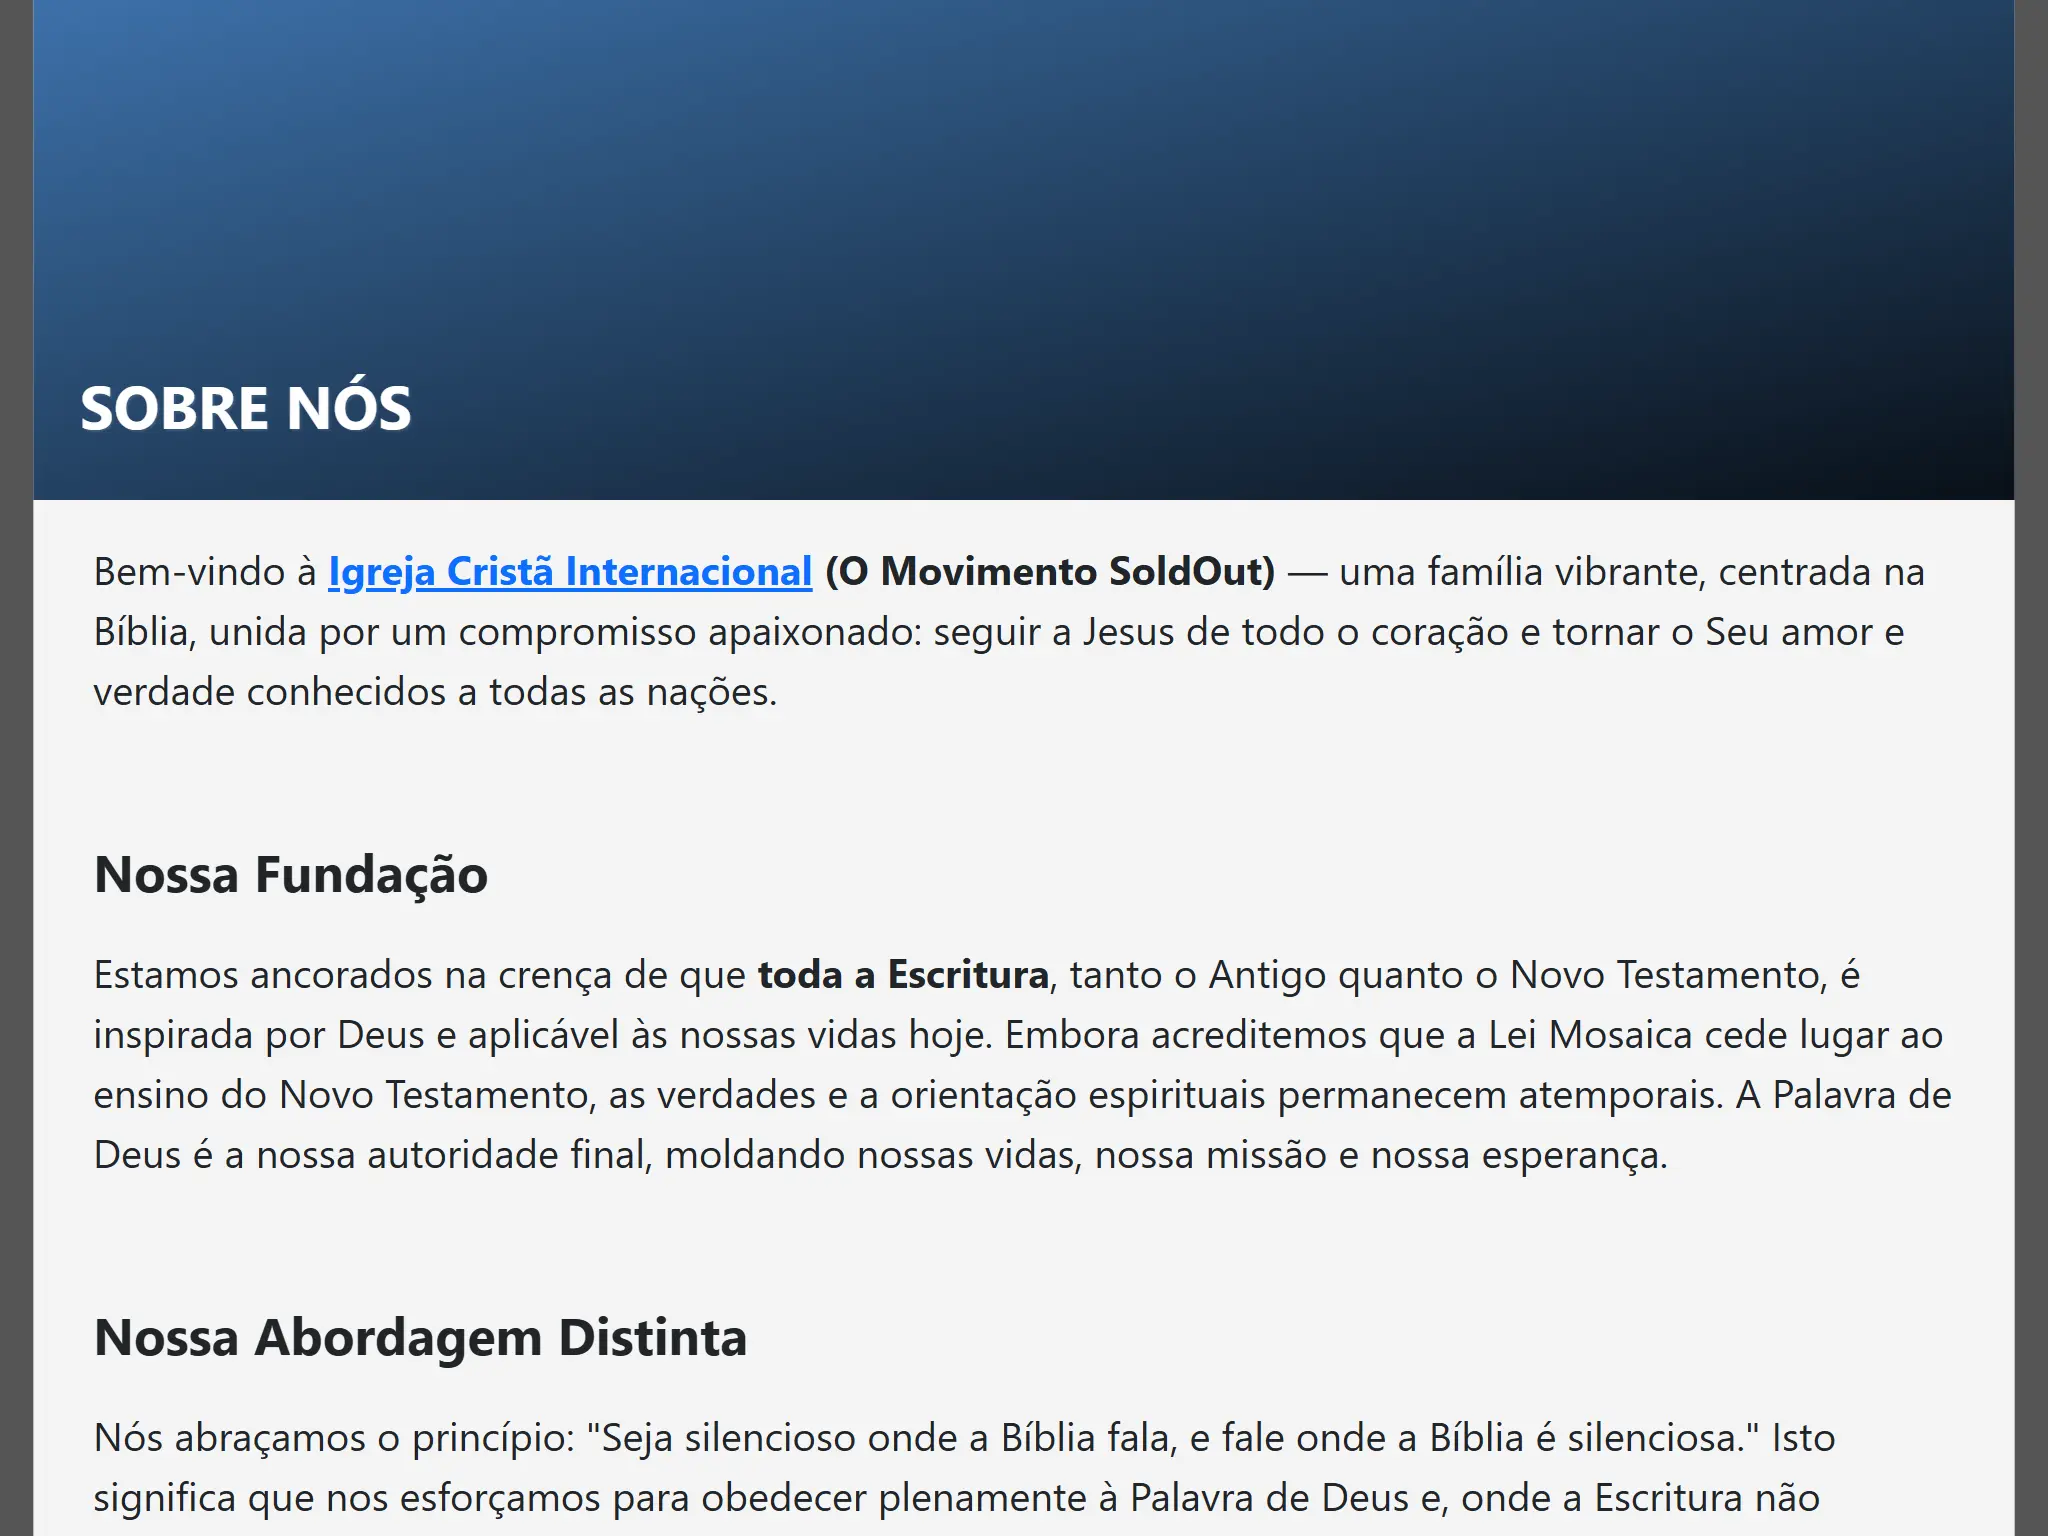 SOBRE NÓS
Bem-vindo à Igreja Cristã Internacional (O Movimento SoldOut) — uma família vibrante, centrada na
Bíblia, unida por um compromisso apaixonado: seguir a Jesus de todo o coração e tornar o Seu amor e
verdade conhecidos a todas as nações.
Nossa Fundação
Estamos ancorados na crença de que toda a Escritura, tanto o Antigo quanto o Novo Testamento, é
inspirada por Deus e aplicável às nossas vidas hoje. Embora acreditemos que a Lei Mosaica cede lugar ao
ensino do Novo Testamento, as verdades e a orientação espirituais permanecem atemporais. A Palavra de
Deus é a nossa autoridade final, moldando nossas vidas, nossa missão e nossa esperança.
Nossa Abordagem Distinta
Nós abraçamos o princípio: "Seja silencioso onde a Bíblia fala, e fale onde a Bíblia é silenciosa." Isto
significa que nos esforçamos para obedecer plenamente à Palavra de Deus e, onde a Escritura não